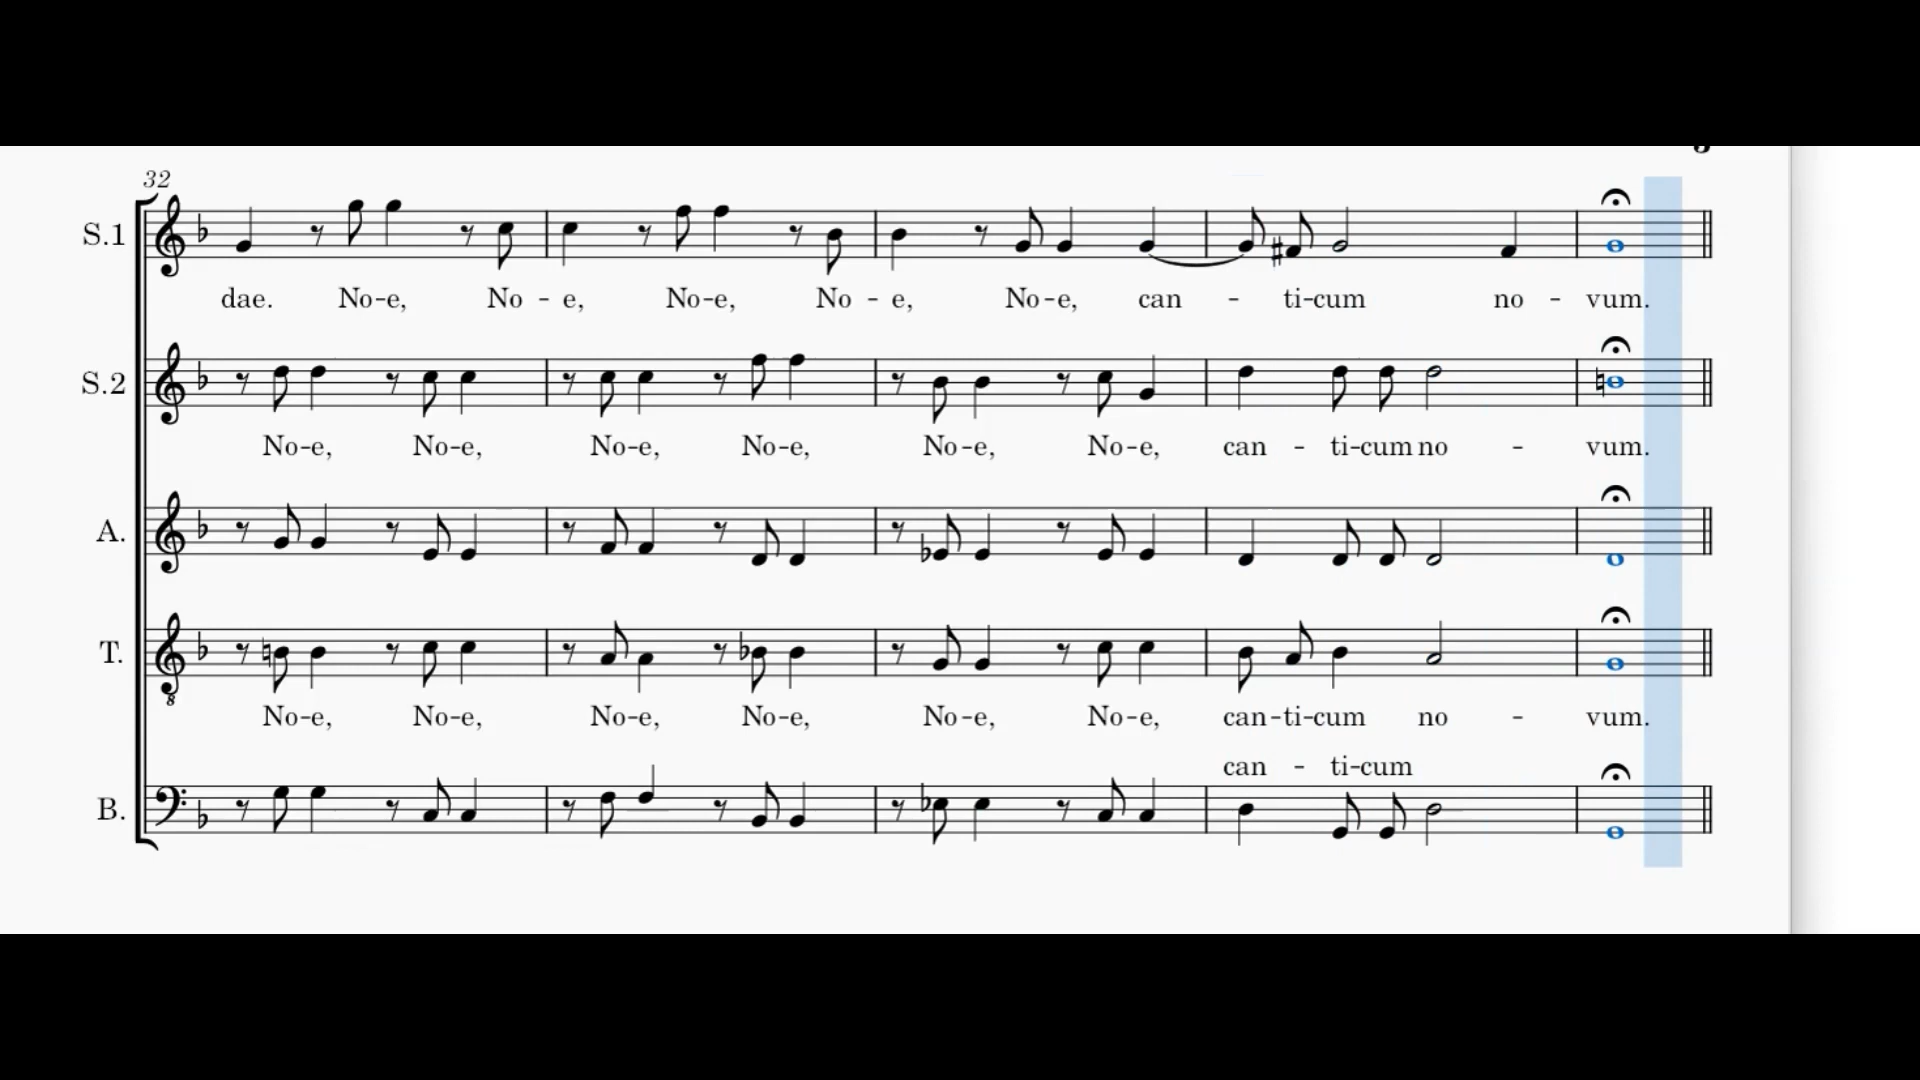 32
S.1
dae. No-e, No - e, No-e, No - e, No-e, can - ti-cum no - vum.
S.2
No-e, No-e, No-e, No-e, No-e, No-e, can - ti-cum no - vum.
A.
T.
No-e, No-e, No-e, No-e, No-e, No-e, can-ti-cum no - vum.
can - ti-cum
B.